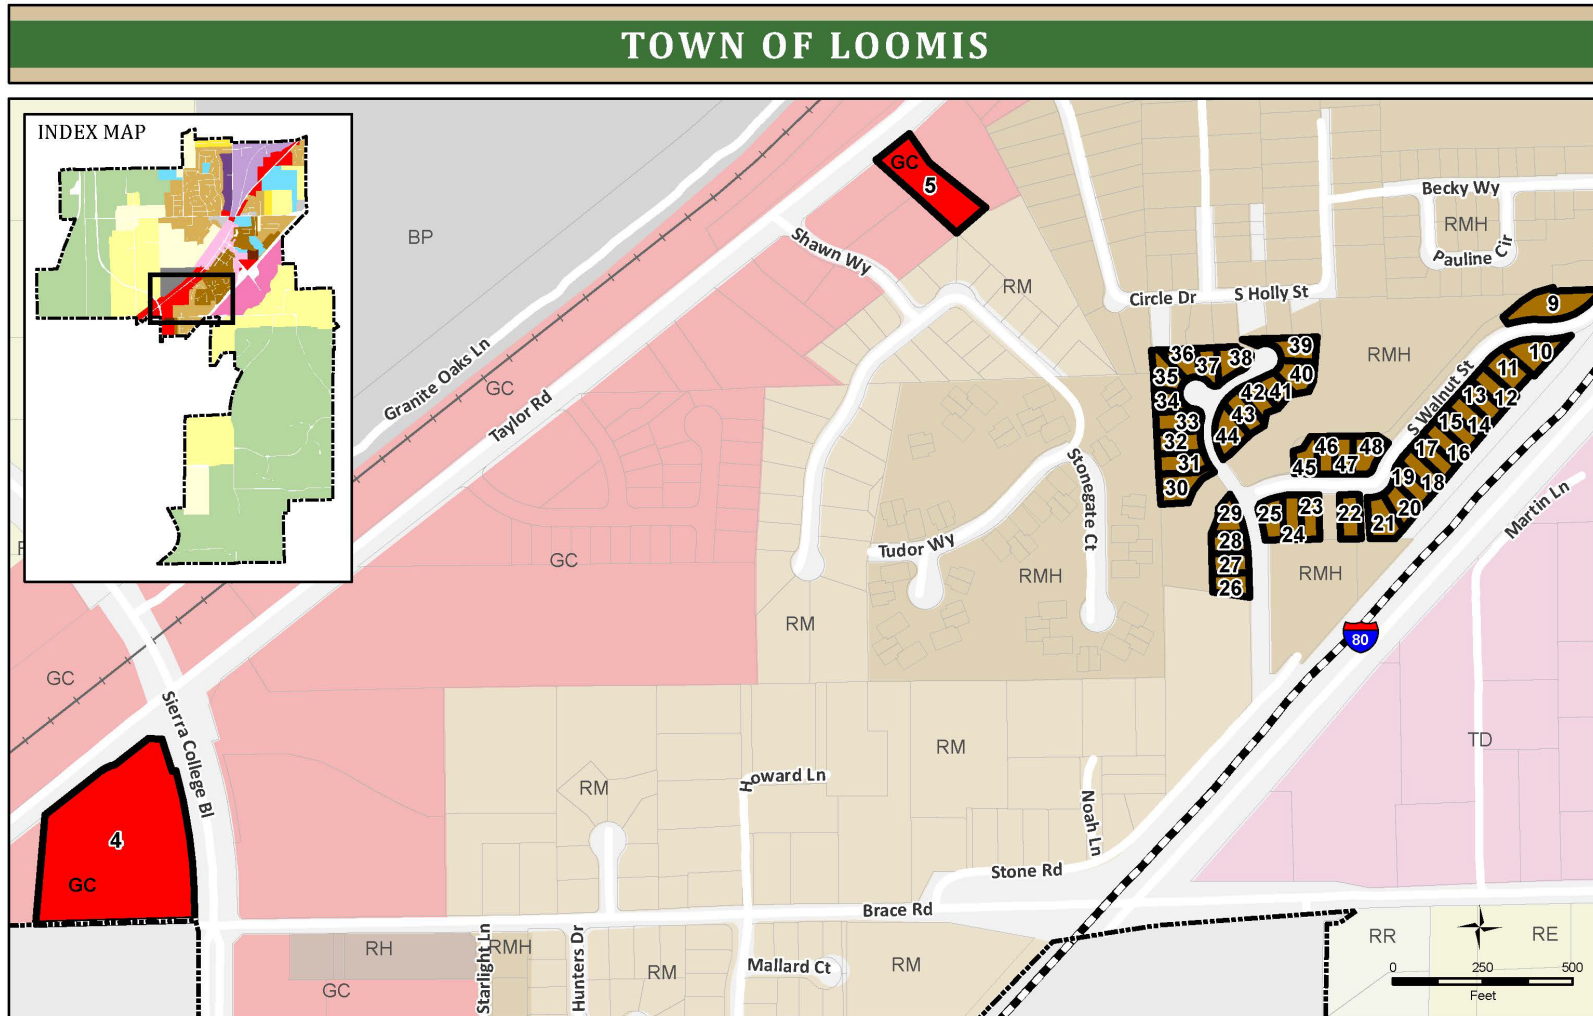 TOWN OF LOOMIS
INDEX MAP
BP
GC
5
Becky Wy
RMH
Pauline Cir
Shawn Wy
RM
Circle Dr
S Holly St
9
Granite Oaks Ln
GC
Taylor Rd
36
37
38
39
35
40
34
42
41
33
43
32
44
31
30
RMH
S Walnut St
10
11
13
12
15
14
17
16
46
48
45
47
19
18
20
21
22
23
25
24
29
28
27
26
RMH
Martin Ln
80
Stonegate Ct
Tudor Wy
RMH
GC
RM
GC
Sierra College Bl
4
GC
RM
Howard Ln
RM
Noah Ln
TD
Stone Rd
Brace Rd
RH
GC
Starlight Ln
RMH
Hunters Dr
RM
Mallard Ct
RM
RR
RE
0 250 500
Feet